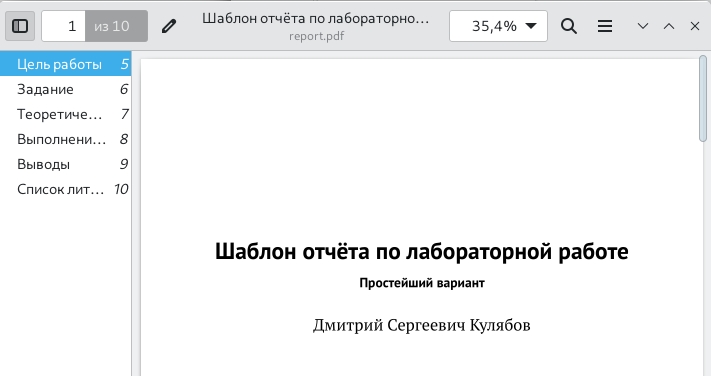 1 из 10
Шаблон отчёта по лабораторно…
report.pdf
35,4%
Цель работы 5
Задание 6
Теоретиче… 7
Выполнени… 8
Выводы 9
Список лит… 10
Шаблон отчёта по лабораторной работе
Простейший вариант
Дмитрий Сергеевич Кулябов